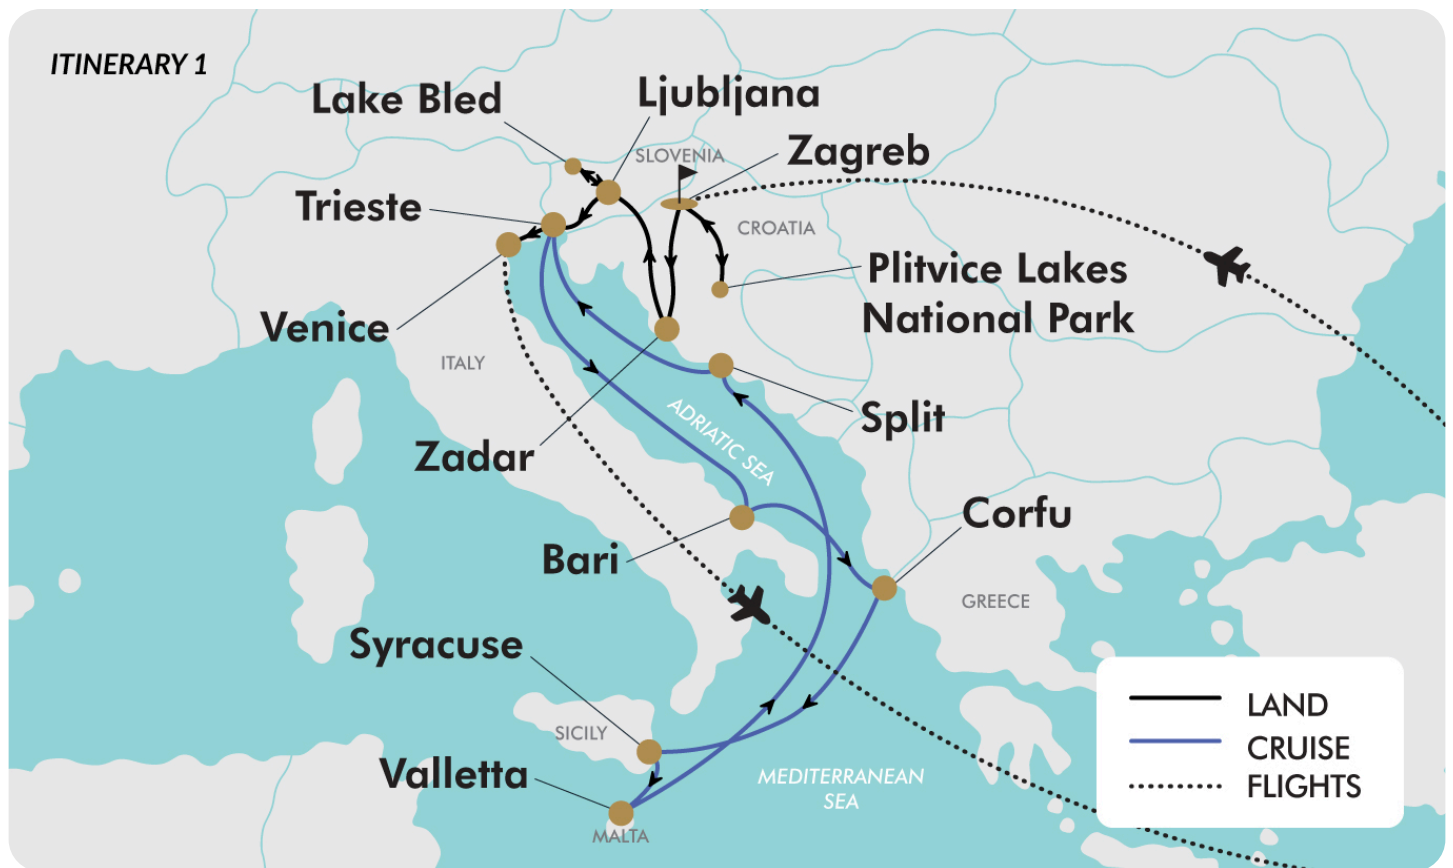 ITINERARY 1
Lake Bled
Ljubljana
SLOVENIA
Zagreb
Trieste
CROATIA
Plitvice Lakes
National Park
Venice
ITALY
Split
ADRIATIC SEA
Zadar
Corfu
Bari
GREECE
Syracuse
SICILY
Valletta
MEDITERRANEAN
SEA
MALTA
LAND
CRUISE
FLIGHTS